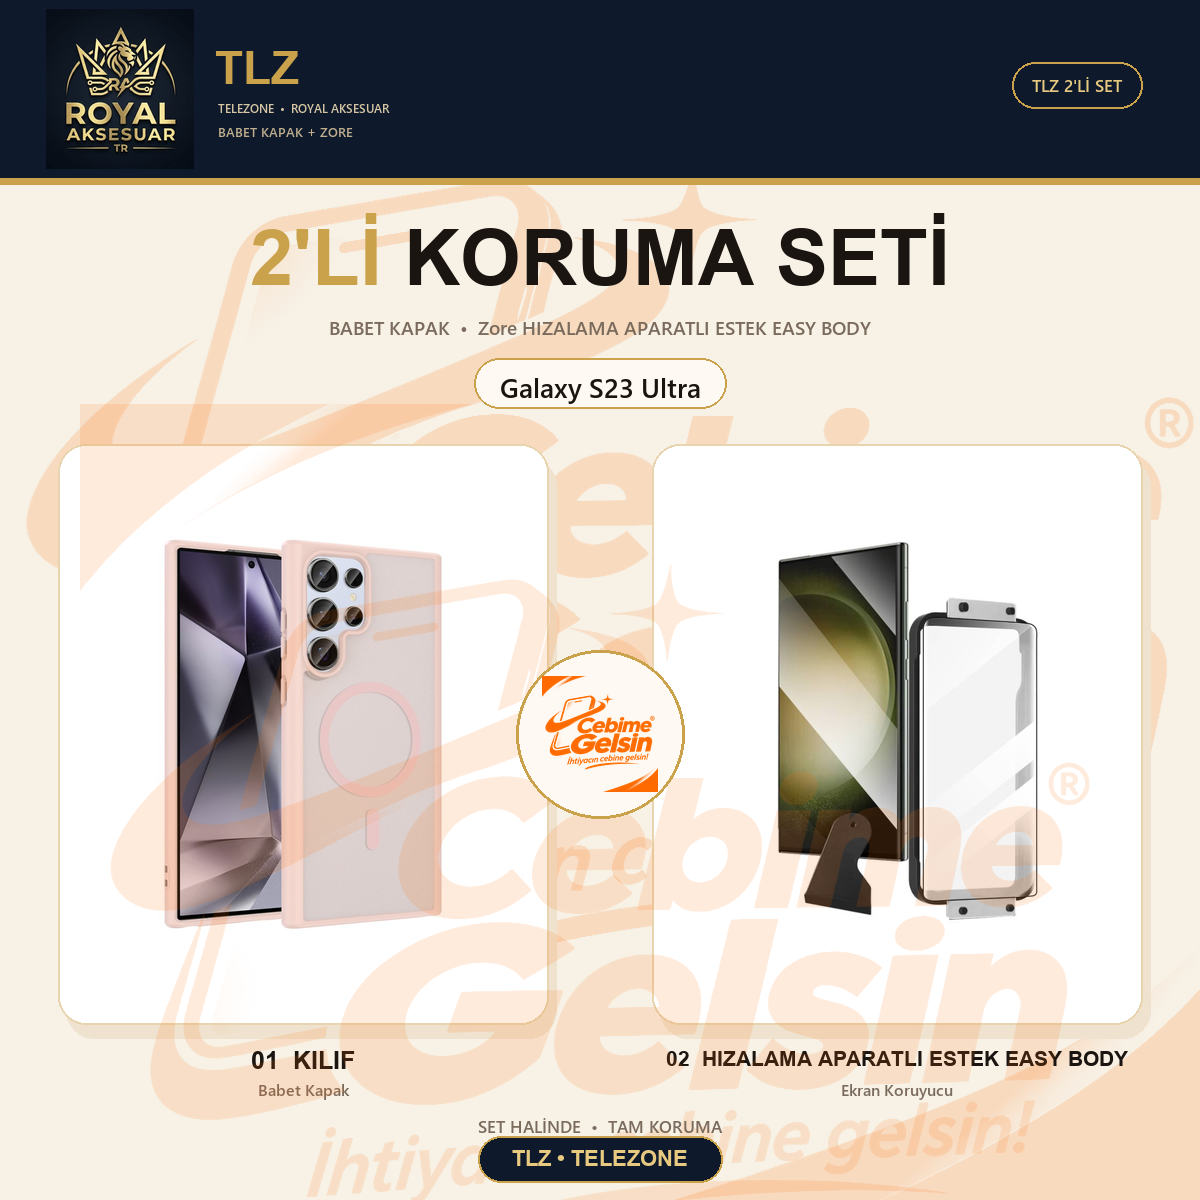 ROYAL
AKSESUAR
TR
TLZ
TELEZONE • ROYAL AKSESUAR
BABET KAPAK + ZORE
TLZ 2'Lİ SET
2'Lİ KORUMA SETİ
BABET KAPAK • Zore HIZALAMA APARATLI ESTEK EASY BODY
Galaxy S23 Ultra
Cebime®
Gelsin
İhtiyacın cebine gelsin!
Cebime®
Gelsin
01 KILIF
Babet Kapak
02 HIZALAMA APARATLI ESTEK EASY BODY
Ekran Koruyucu
SET HALİNDE • TAM KORUMA
TLZ • TELEZONE